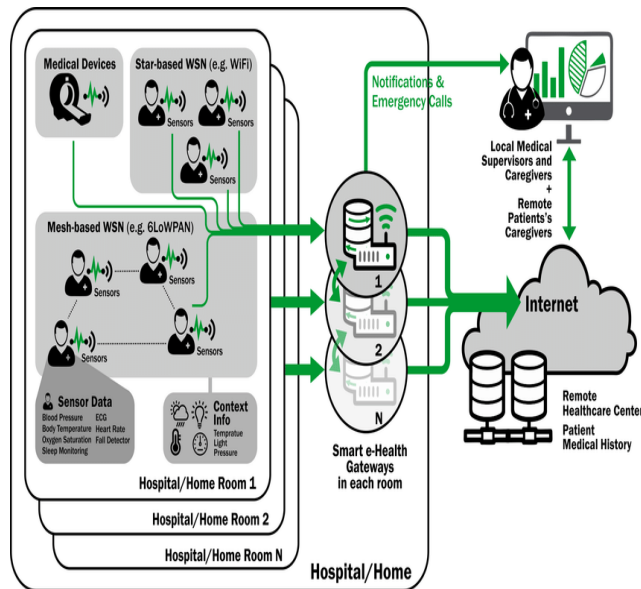 Medical Devices
Star-based WSN (e.g. WiFi)
Sensors
Sensors
Sensors
Notifications &
Emergency Calls
Local Medical
Supervisors and
Caregivers
+
Remote
Patients's
Caregivers
Mesh-based WSN (e.g. 6LoWPAN)
Sensors
Sensors
Sensors
Sensors
1
2
N
Internet
Sensor Data
Blood Pressure ECG
Body Temperature Heart Rate
Oxygen Saturation Fall Detector
Sleep Monitoring
Context
Info
Tempratue
Light
Pressure
Smart e-Health
Gateways
in each room
Remote
Healthcare Center
Patient
Medical History
Hospital/Home Room 1
Hospital/Home Room 2
Hospital/Home Room N
Hospital/Home